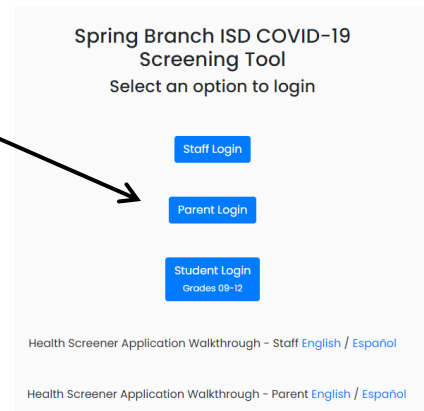 Spring Branch ISD COVID-19
Screening Tool
Select an option to login
Staff Login
Parent Login
Student Login
Grades 09-12
Health Screener Application Walkthrough - Staff English / Español
Health Screener Application Walkthrough - Parent English / Español